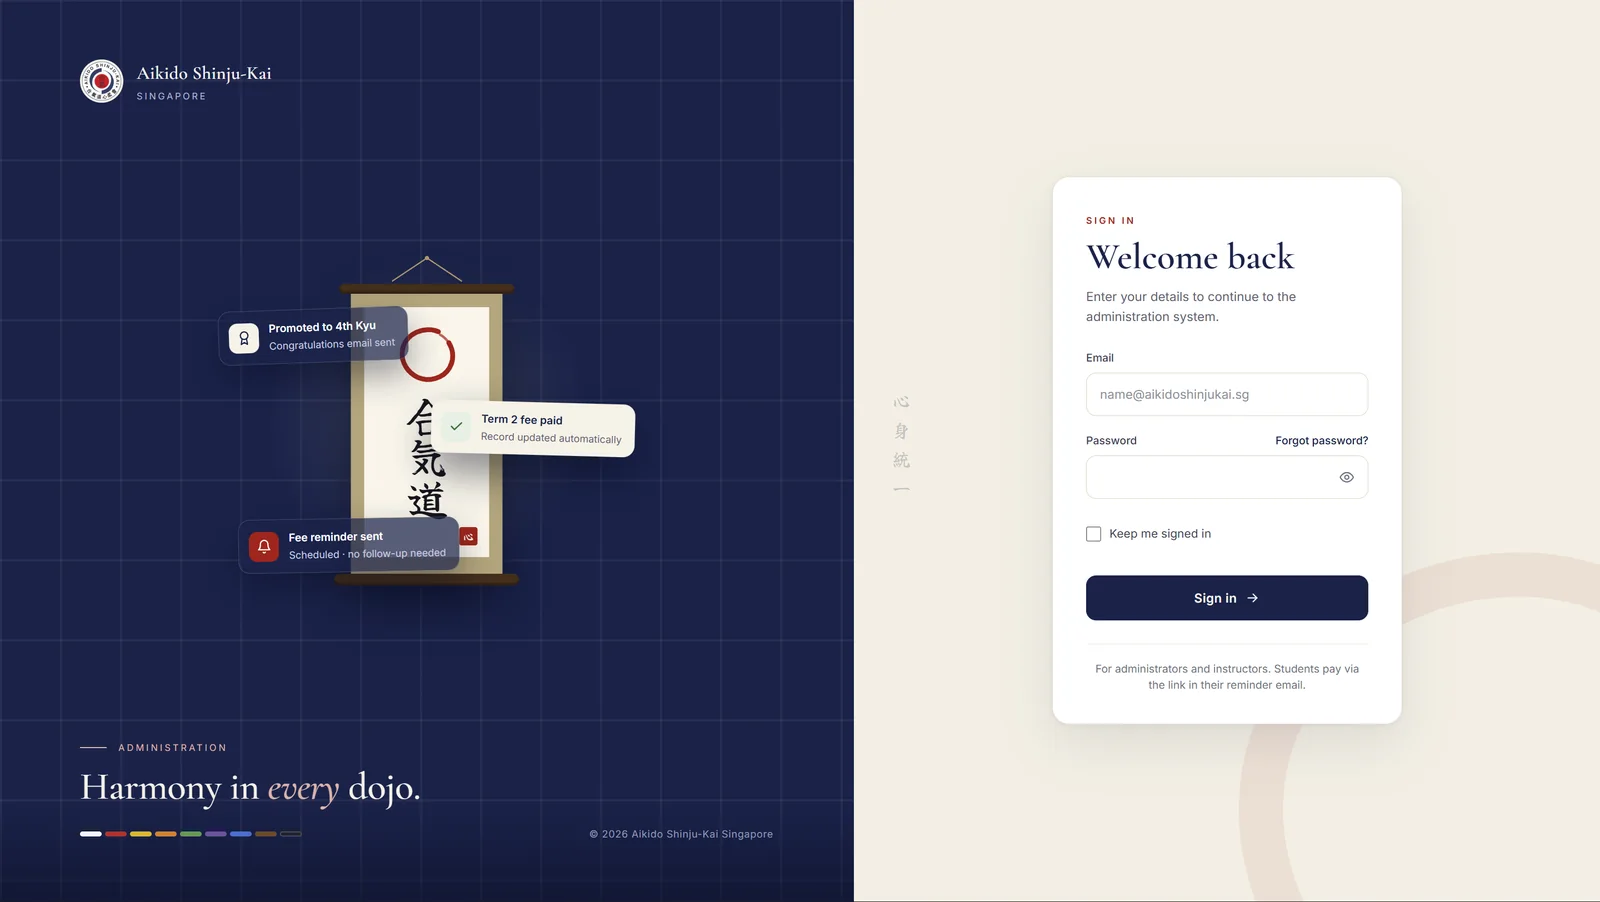 Aikido Shinju-Kai
SINGAPORE
Promoted to 4th Kyu
Congratulations email sent
合
気
道
Term 2 fee paid
Record updated automatically
Fee reminder sent
Scheduled · no follow-up needed
心
ADMINISTRATION
Harmony in every dojo.
© 2026 Aikido Shinju-Kai Singapore
心
身
統
一
SIGN IN
Welcome back
Enter your details to continue to the
administration system.
Email
name@aikidoshinjukai.sg
Password
Forgot password?
Keep me signed in
Sign in →
For administrators and instructors. Students pay via
the link in their reminder email.